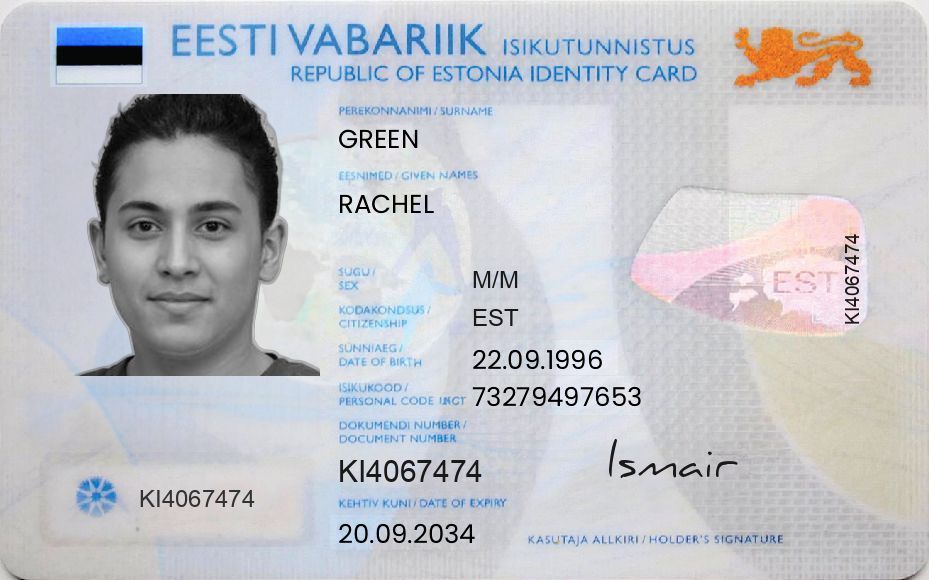 EESTI VABARIIK ISIKUTUNNISTUS
REPUBLIC OF ESTONIA IDENTITY CARD
PEREKONNANIMI / SURNAME
GREEN
EESNIMED / GIVEN NAMES
RACHEL
SUGU /
SEX
M/M
KODAKONDSUS /
CITIZENSHIP
EST
SÜNNIAEG /
DATE OF BIRTH
22.09.1996
ISIKUKOOD /
PERSONAL CODE
73279497653
DOKUMENDI NUMBER /
DOCUMENT NUMBER
KI4067474
KEHTIV KUNI / DATE OF EXPIRY
20.09.2034
KI4067474
EST
KI4067474
Ismair
KASUTAJA ALLKIRI / HOLDER'S SIGNATURE